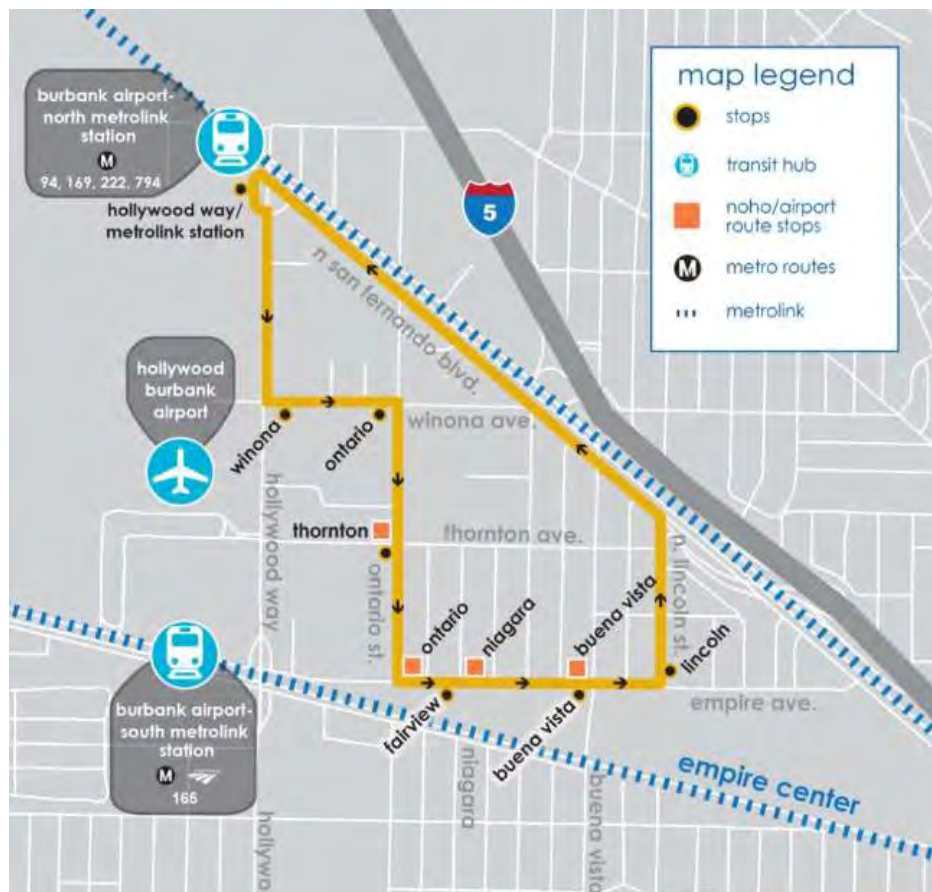 burbank airport-
north metrolink
station
M
94, 169, 222, 794
hollywood way/
metrolink station
map legend
stops
transit hub
noho/airport
route stops
M
metro routes
metrolink
5
n san fernando blvd.
hollywood
burbank
airport
winona
ontario
winona ave.
hollywood way
thornton
thornton ave.
ontario st.
n. lincoln st.
ontario
niagara
buena vista
lincoln
empire ave.
fairview
buena vista
burbank airport-
south metrolink
station
M
165
niagara
buena vista
empire center
hollywa